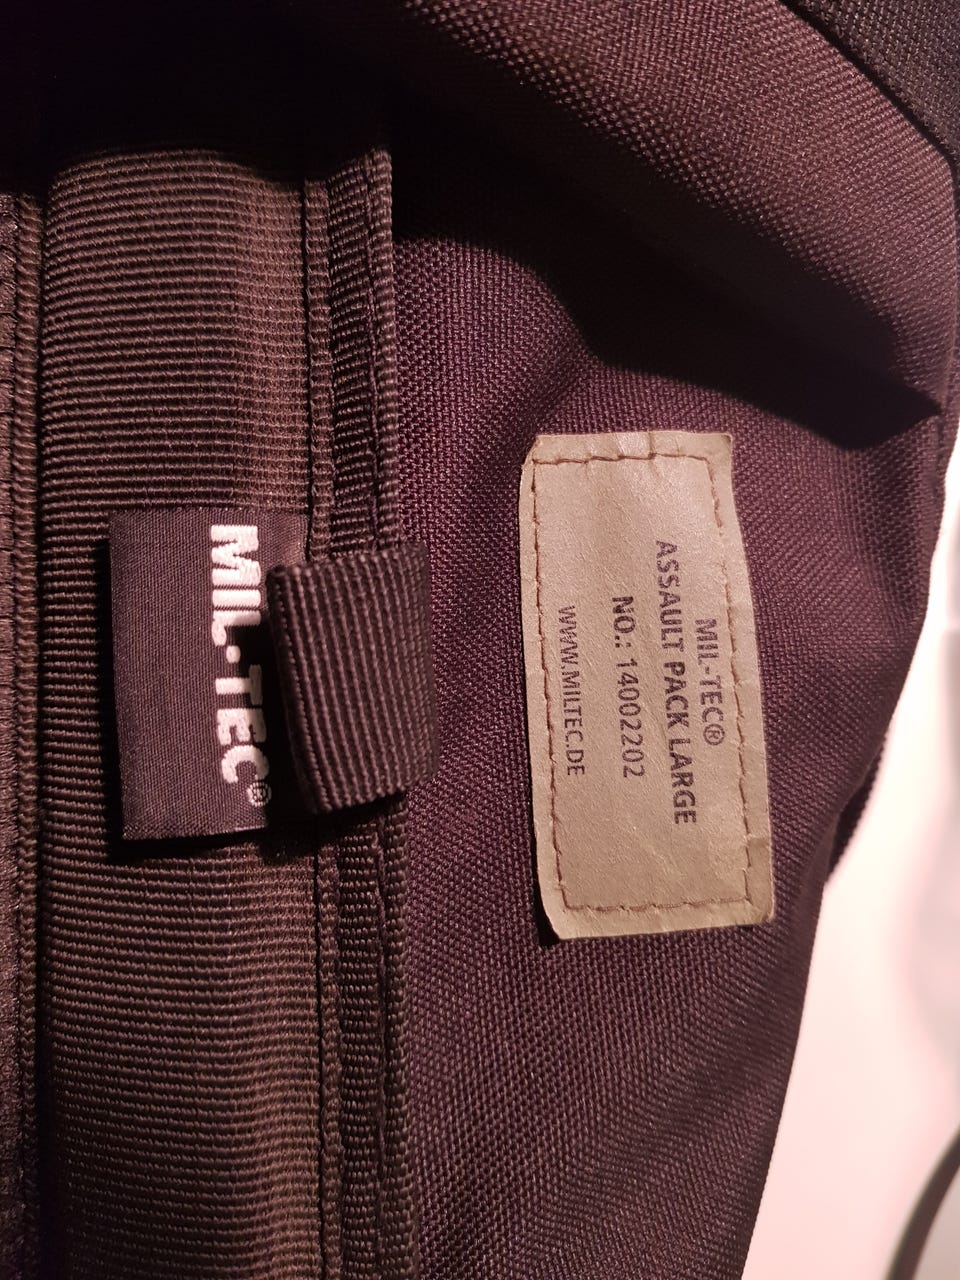 MIL-TEC®
MIL-TEC®
ASSAULT PACK LARGE
NO.: 14002202
WWW.MILTEC.DE